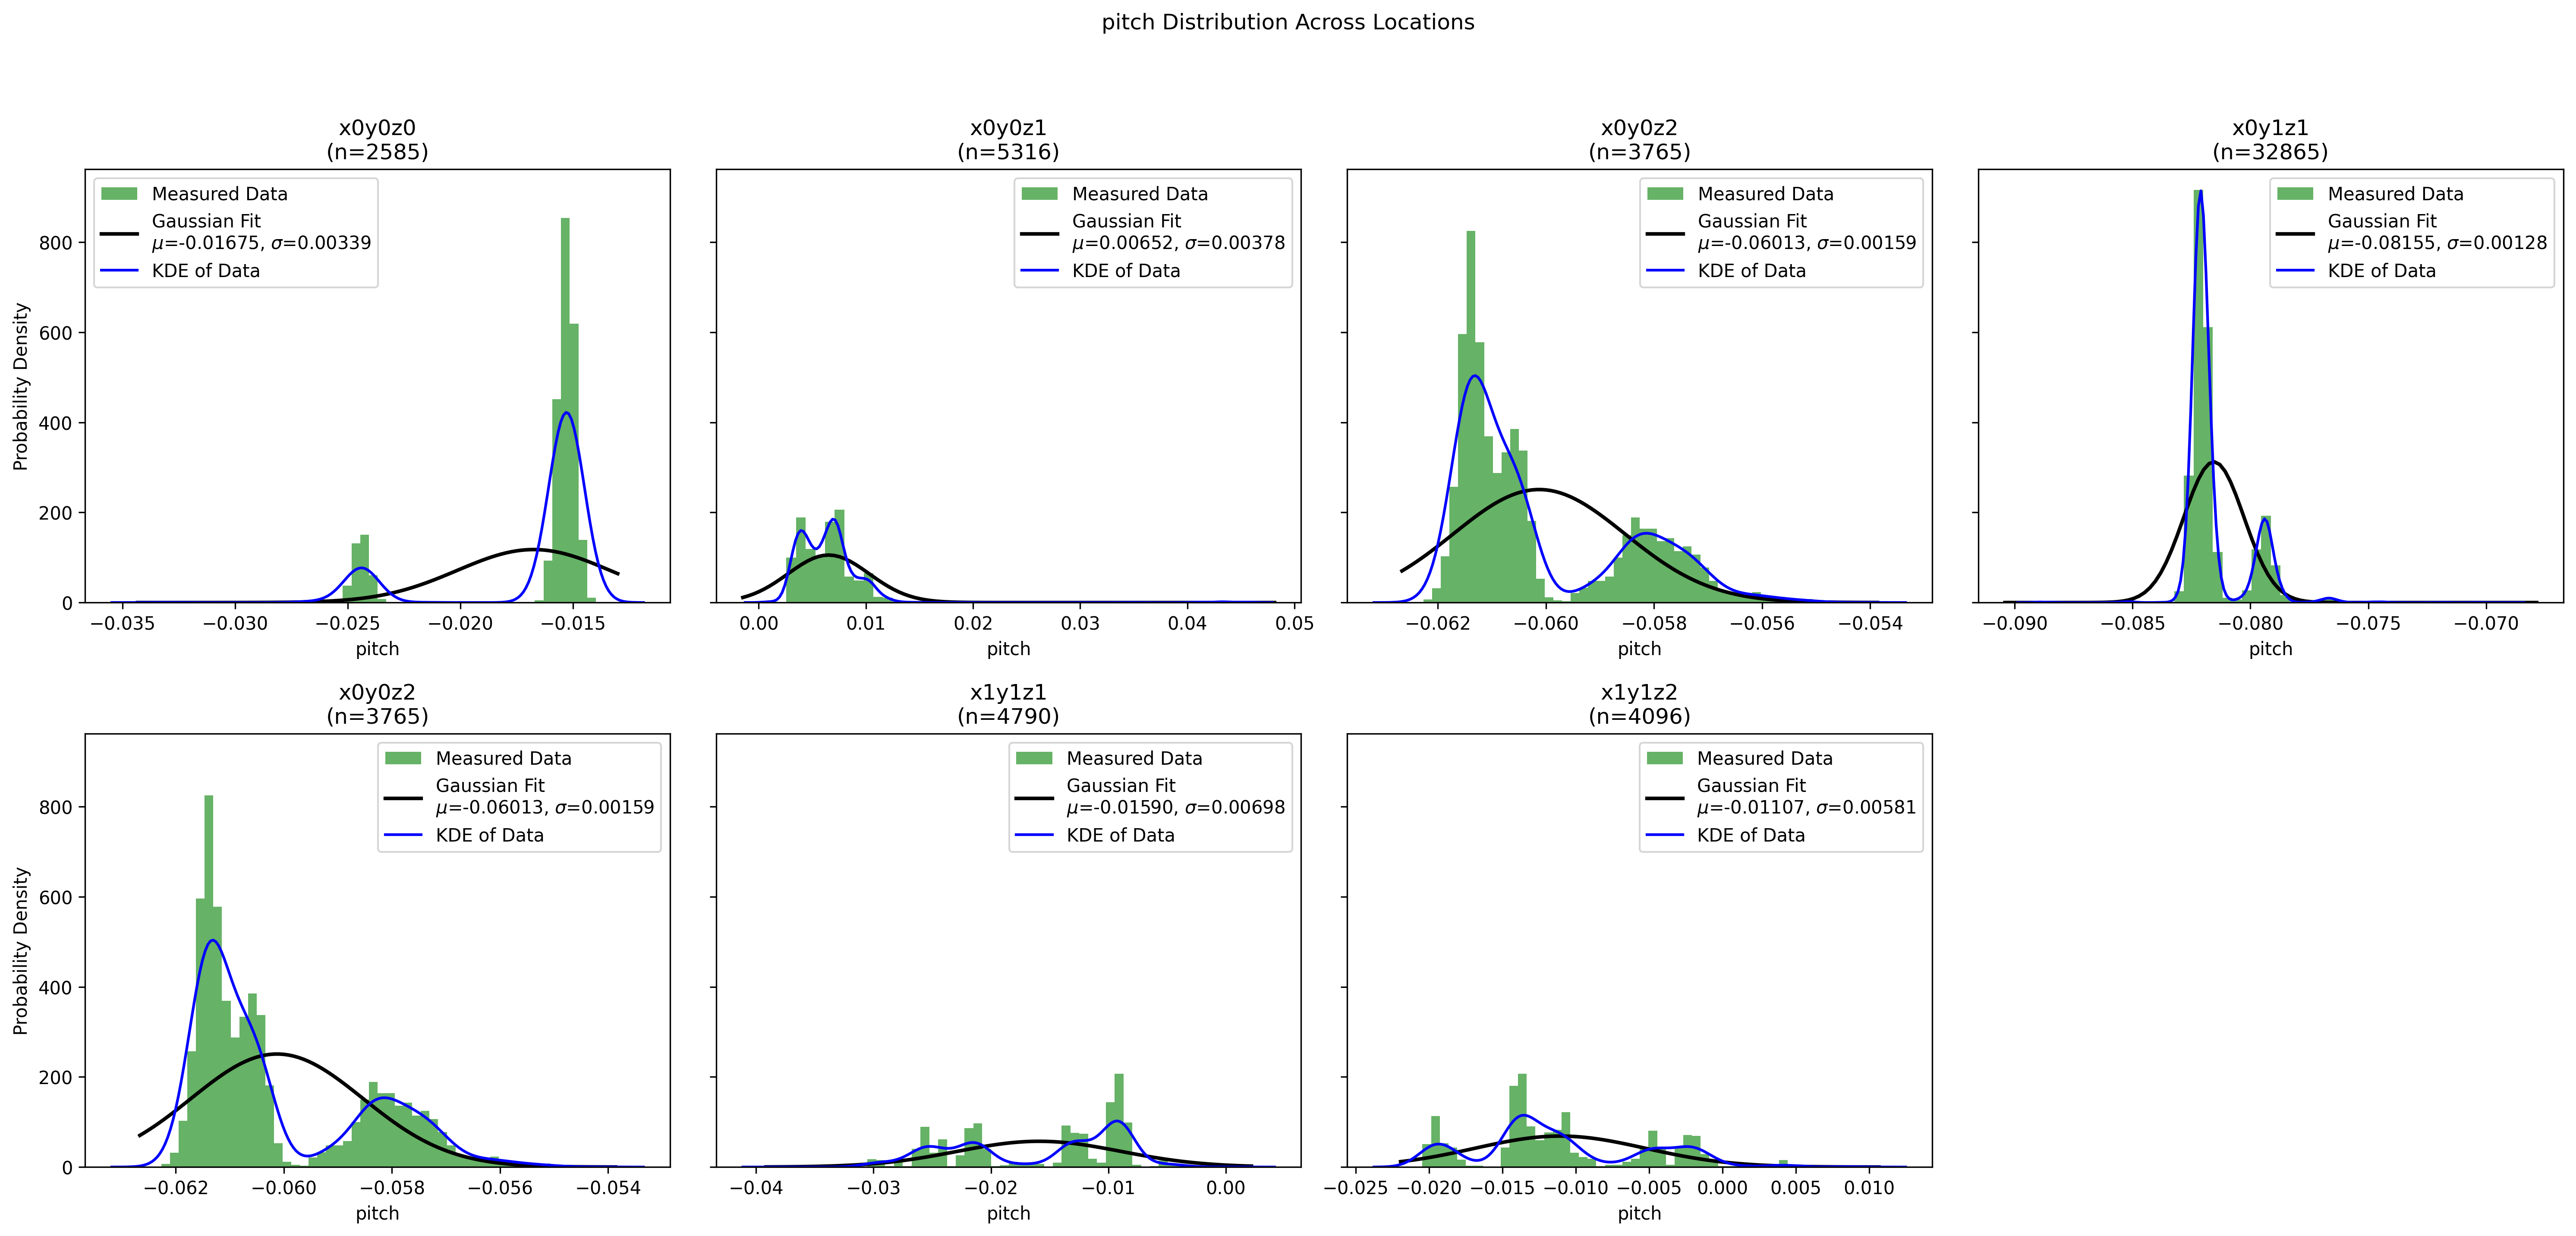 pitch Distribution Across Locations
x0y0z0
(n=2585)
Measured Data
Gaussian Fit
μ=-0.01675, σ=0.00339
KDE of Data
Probability Density
800
600
400
200
0
−0.035 −0.030 −0.025 −0.020 −0.015
pitch
x0y0z1
(n=5316)
Measured Data
Gaussian Fit
μ=0.00652, σ=0.00378
KDE of Data
0.00 0.01 0.02 0.03 0.04 0.05
pitch
x0y0z2
(n=3765)
Measured Data
Gaussian Fit
μ=-0.06013, σ=0.00159
KDE of Data
−0.062 −0.060 −0.058 −0.056 −0.054
pitch
x0y1z1
(n=32865)
Measured Data
Gaussian Fit
μ=-0.08155, σ=0.00128
KDE of Data
−0.090 −0.085 −0.080 −0.075 −0.070
pitch
x0y0z2
(n=3765)
Measured Data
Gaussian Fit
μ=-0.06013, σ=0.00159
KDE of Data
Probability Density
800
600
400
200
0
−0.062 −0.060 −0.058 −0.056 −0.054
pitch
x1y1z1
(n=4790)
Measured Data
Gaussian Fit
μ=-0.01590, σ=0.00698
KDE of Data
−0.04 −0.03 −0.02 −0.01 0.00
pitch
x1y1z2
(n=4096)
Measured Data
Gaussian Fit
μ=-0.01107, σ=0.00581
KDE of Data
−0.025 −0.020 −0.015 −0.010 −0.005 0.000 0.005 0.010
pitch